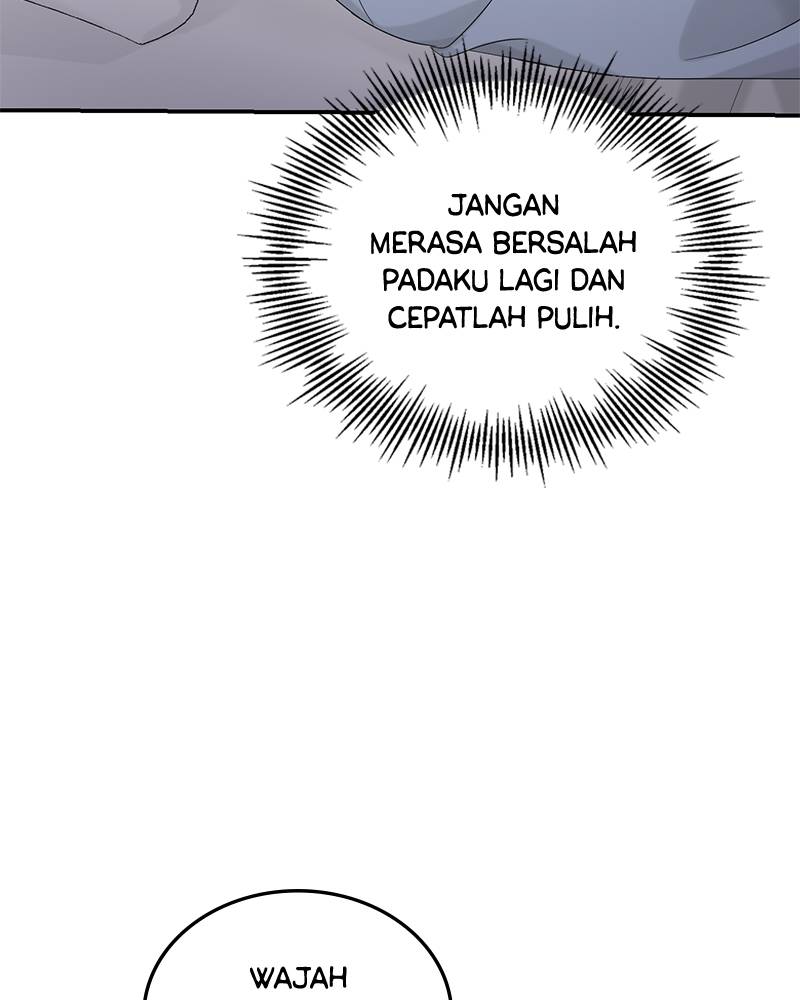 JANGAN
MERASA BERSALAH
PADAKU LAGI DAN
CEPATLAH PULIH.
WAJAH